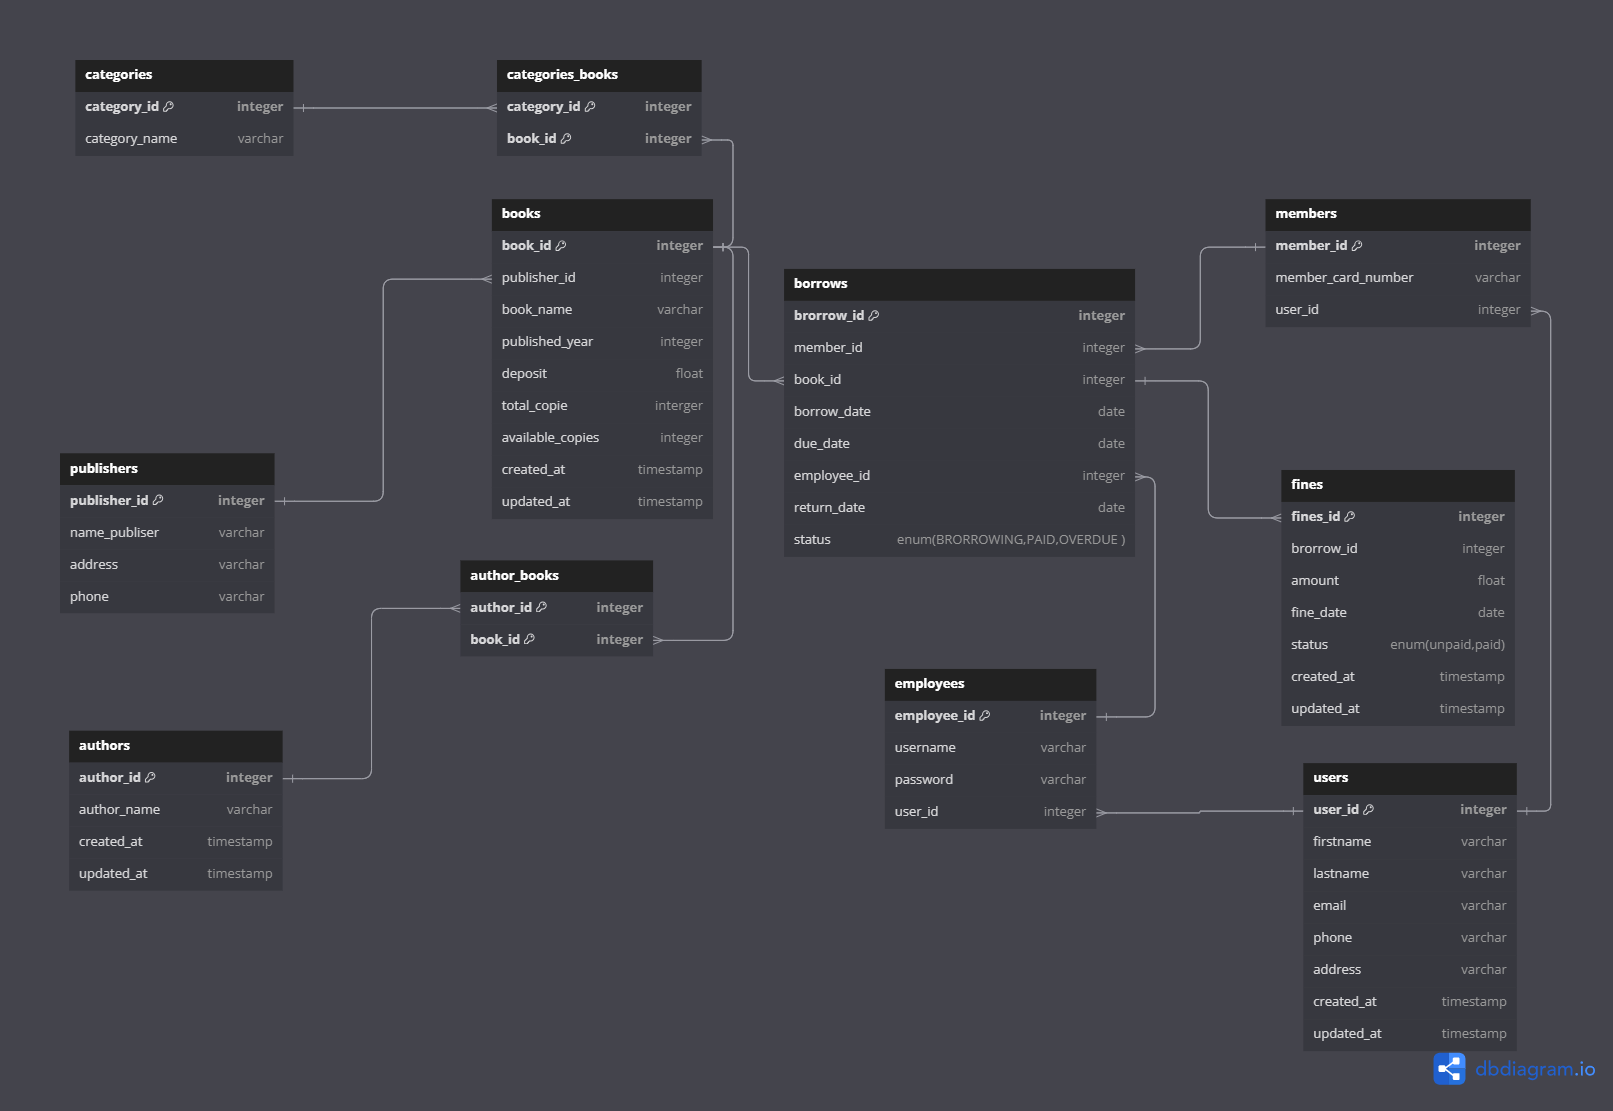 categories
category_id integer
category_name varchar
categories_books
category_id integer
book_id integer
books
book_id integer
publisher_id integer
book_name varchar
published_year integer
deposit float
total_copie interger
available_copies integer
created_at timestamp
updated_at timestamp
borrows
brorrow_id integer
member_id integer
book_id integer
borrow_date date
due_date date
employee_id integer
return_date date
status enum(BRORROWING,PAID,OVERDUE )
members
member_id integer
member_card_number varchar
user_id integer
publishers
publisher_id integer
name_publiser varchar
address varchar
phone varchar
author_books
author_id integer
book_id integer
fines
fines_id integer
brorrow_id integer
amount float
fine_date date
status enum(unpaid,paid)
created_at timestamp
updated_at timestamp
authors
author_id integer
author_name varchar
created_at timestamp
updated_at timestamp
employees
employee_id integer
username varchar
password varchar
user_id integer
users
user_id integer
firstname varchar
lastname varchar
email varchar
phone varchar
address varchar
created_at timestamp
updated_at timestamp
dbdiagram.io